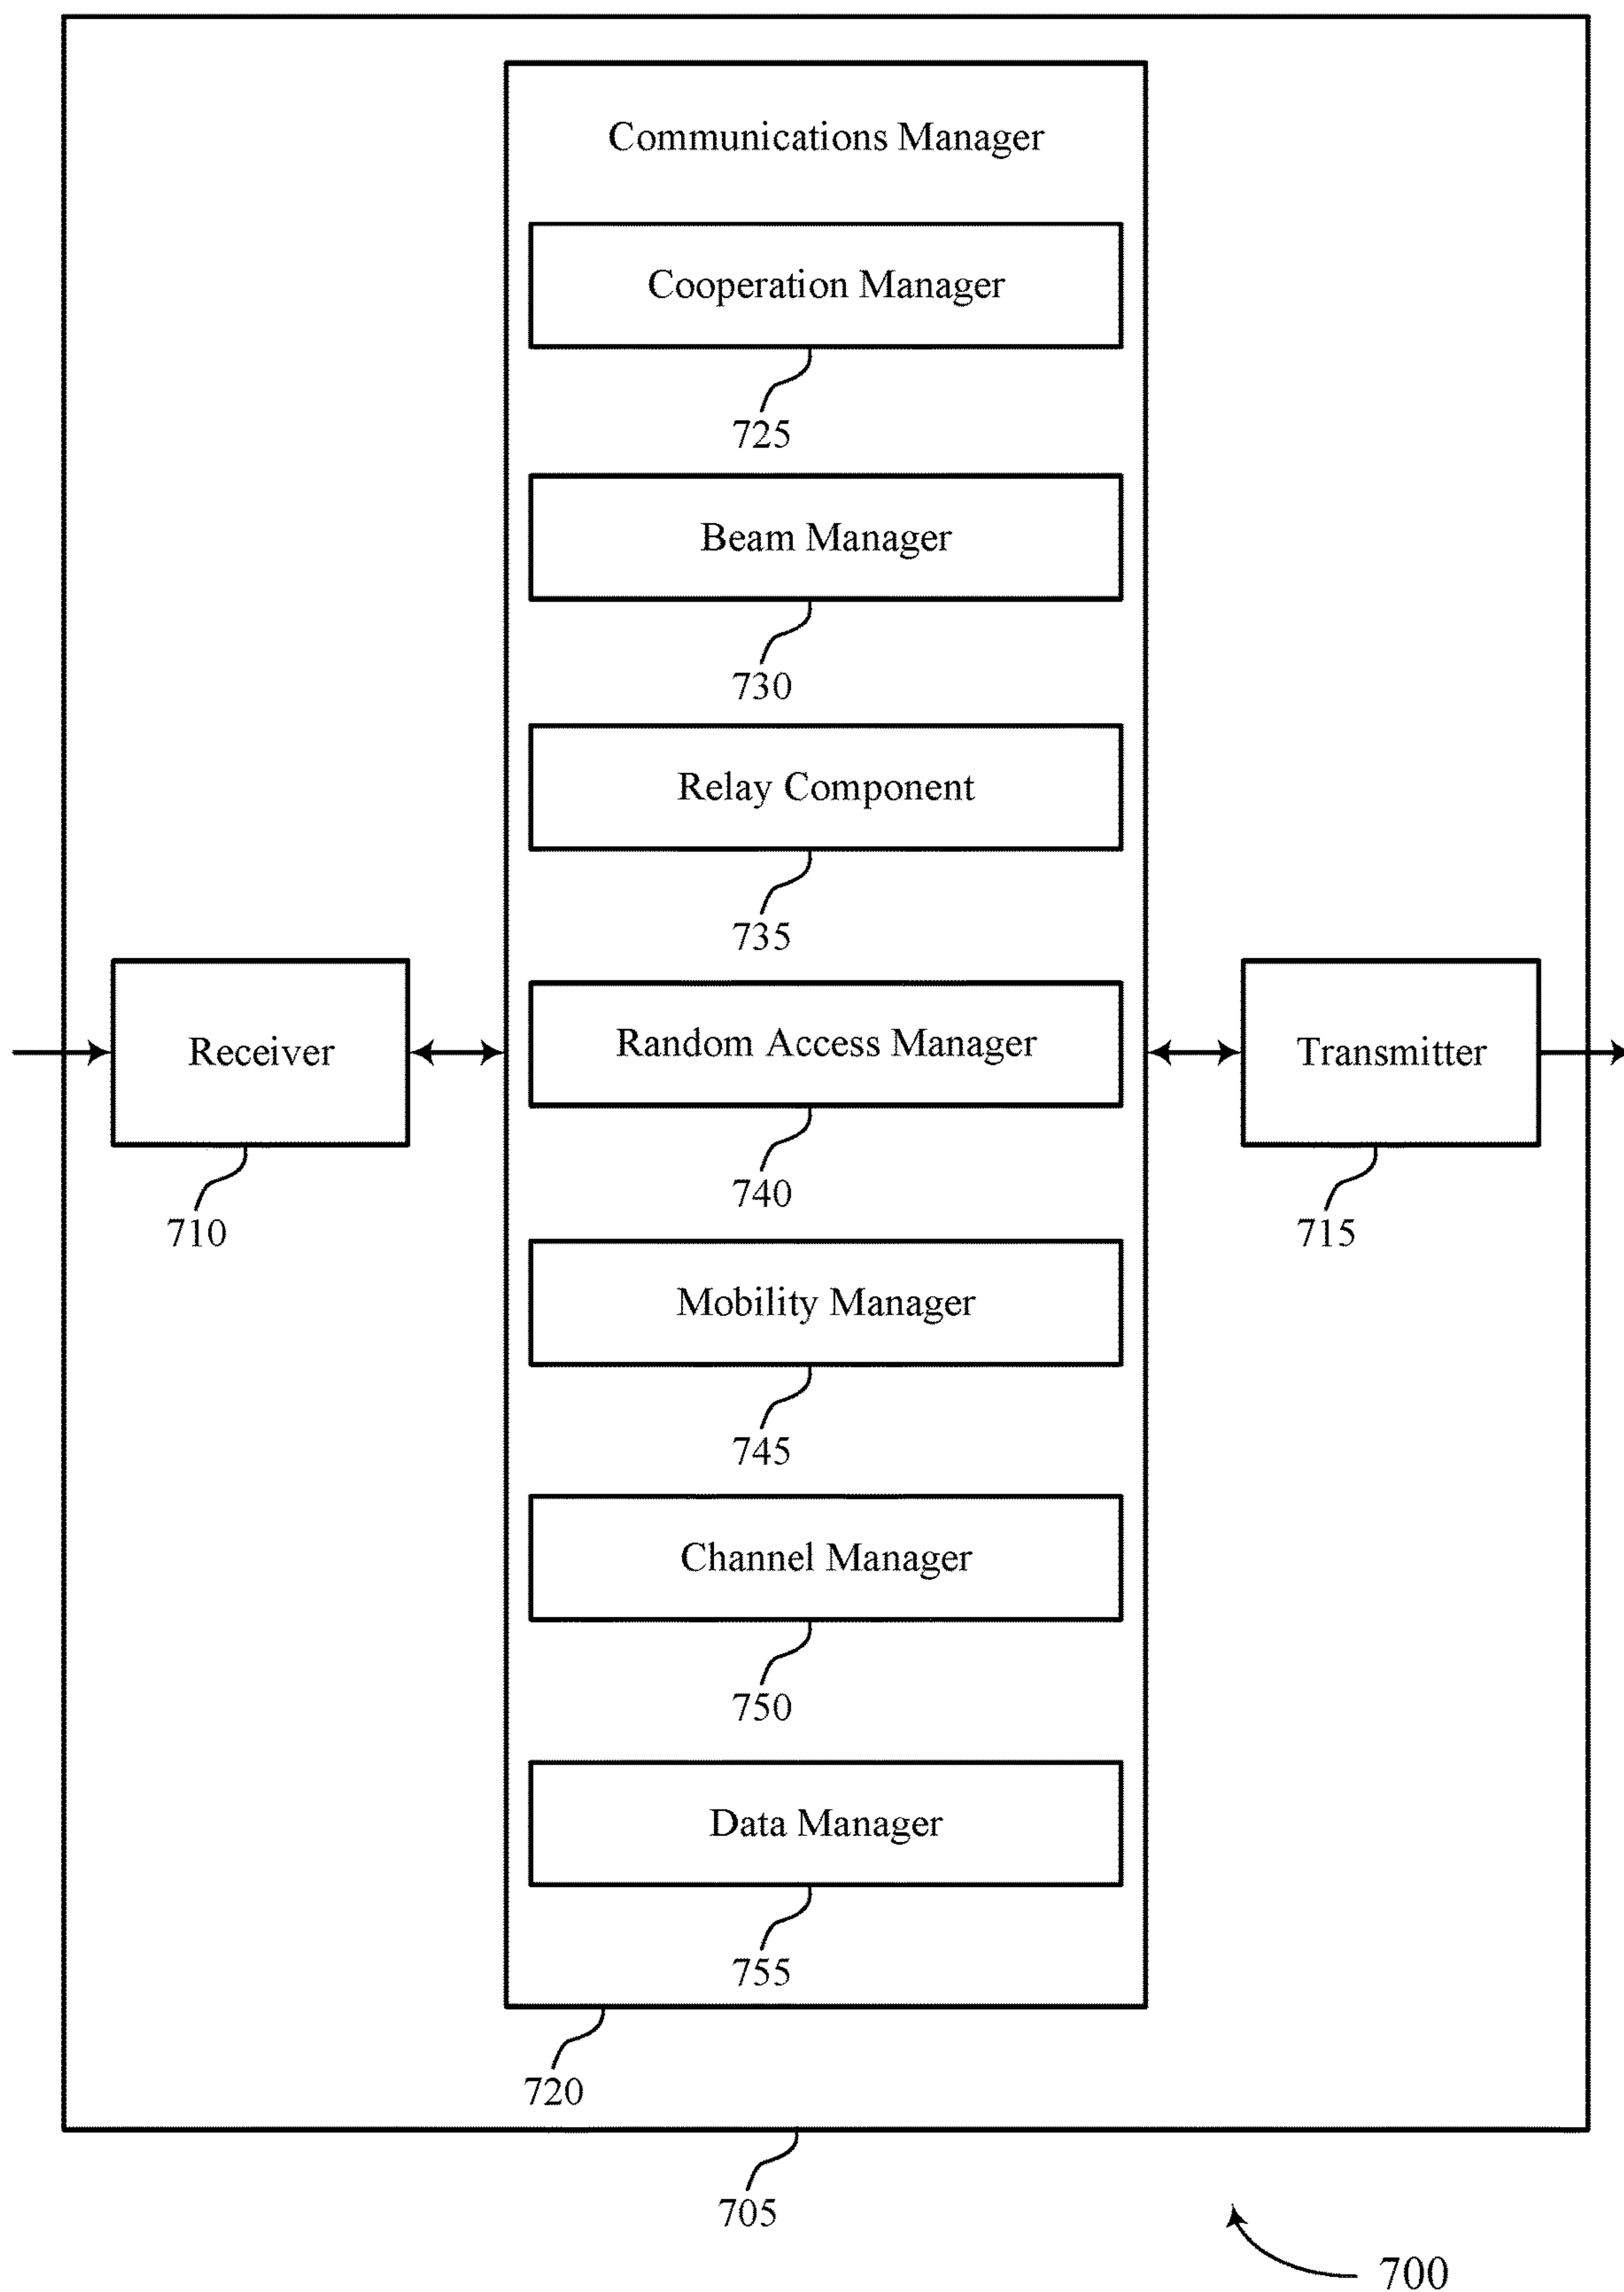 Communications Manager
Cooperation Manager
725
Beam Manager
730
Relay Component
735
Receiver
710
Random Access Manager
740
Transmitter
715
Mobility Manager
745
Channel Manager
750
Data Manager
755
720
705
700